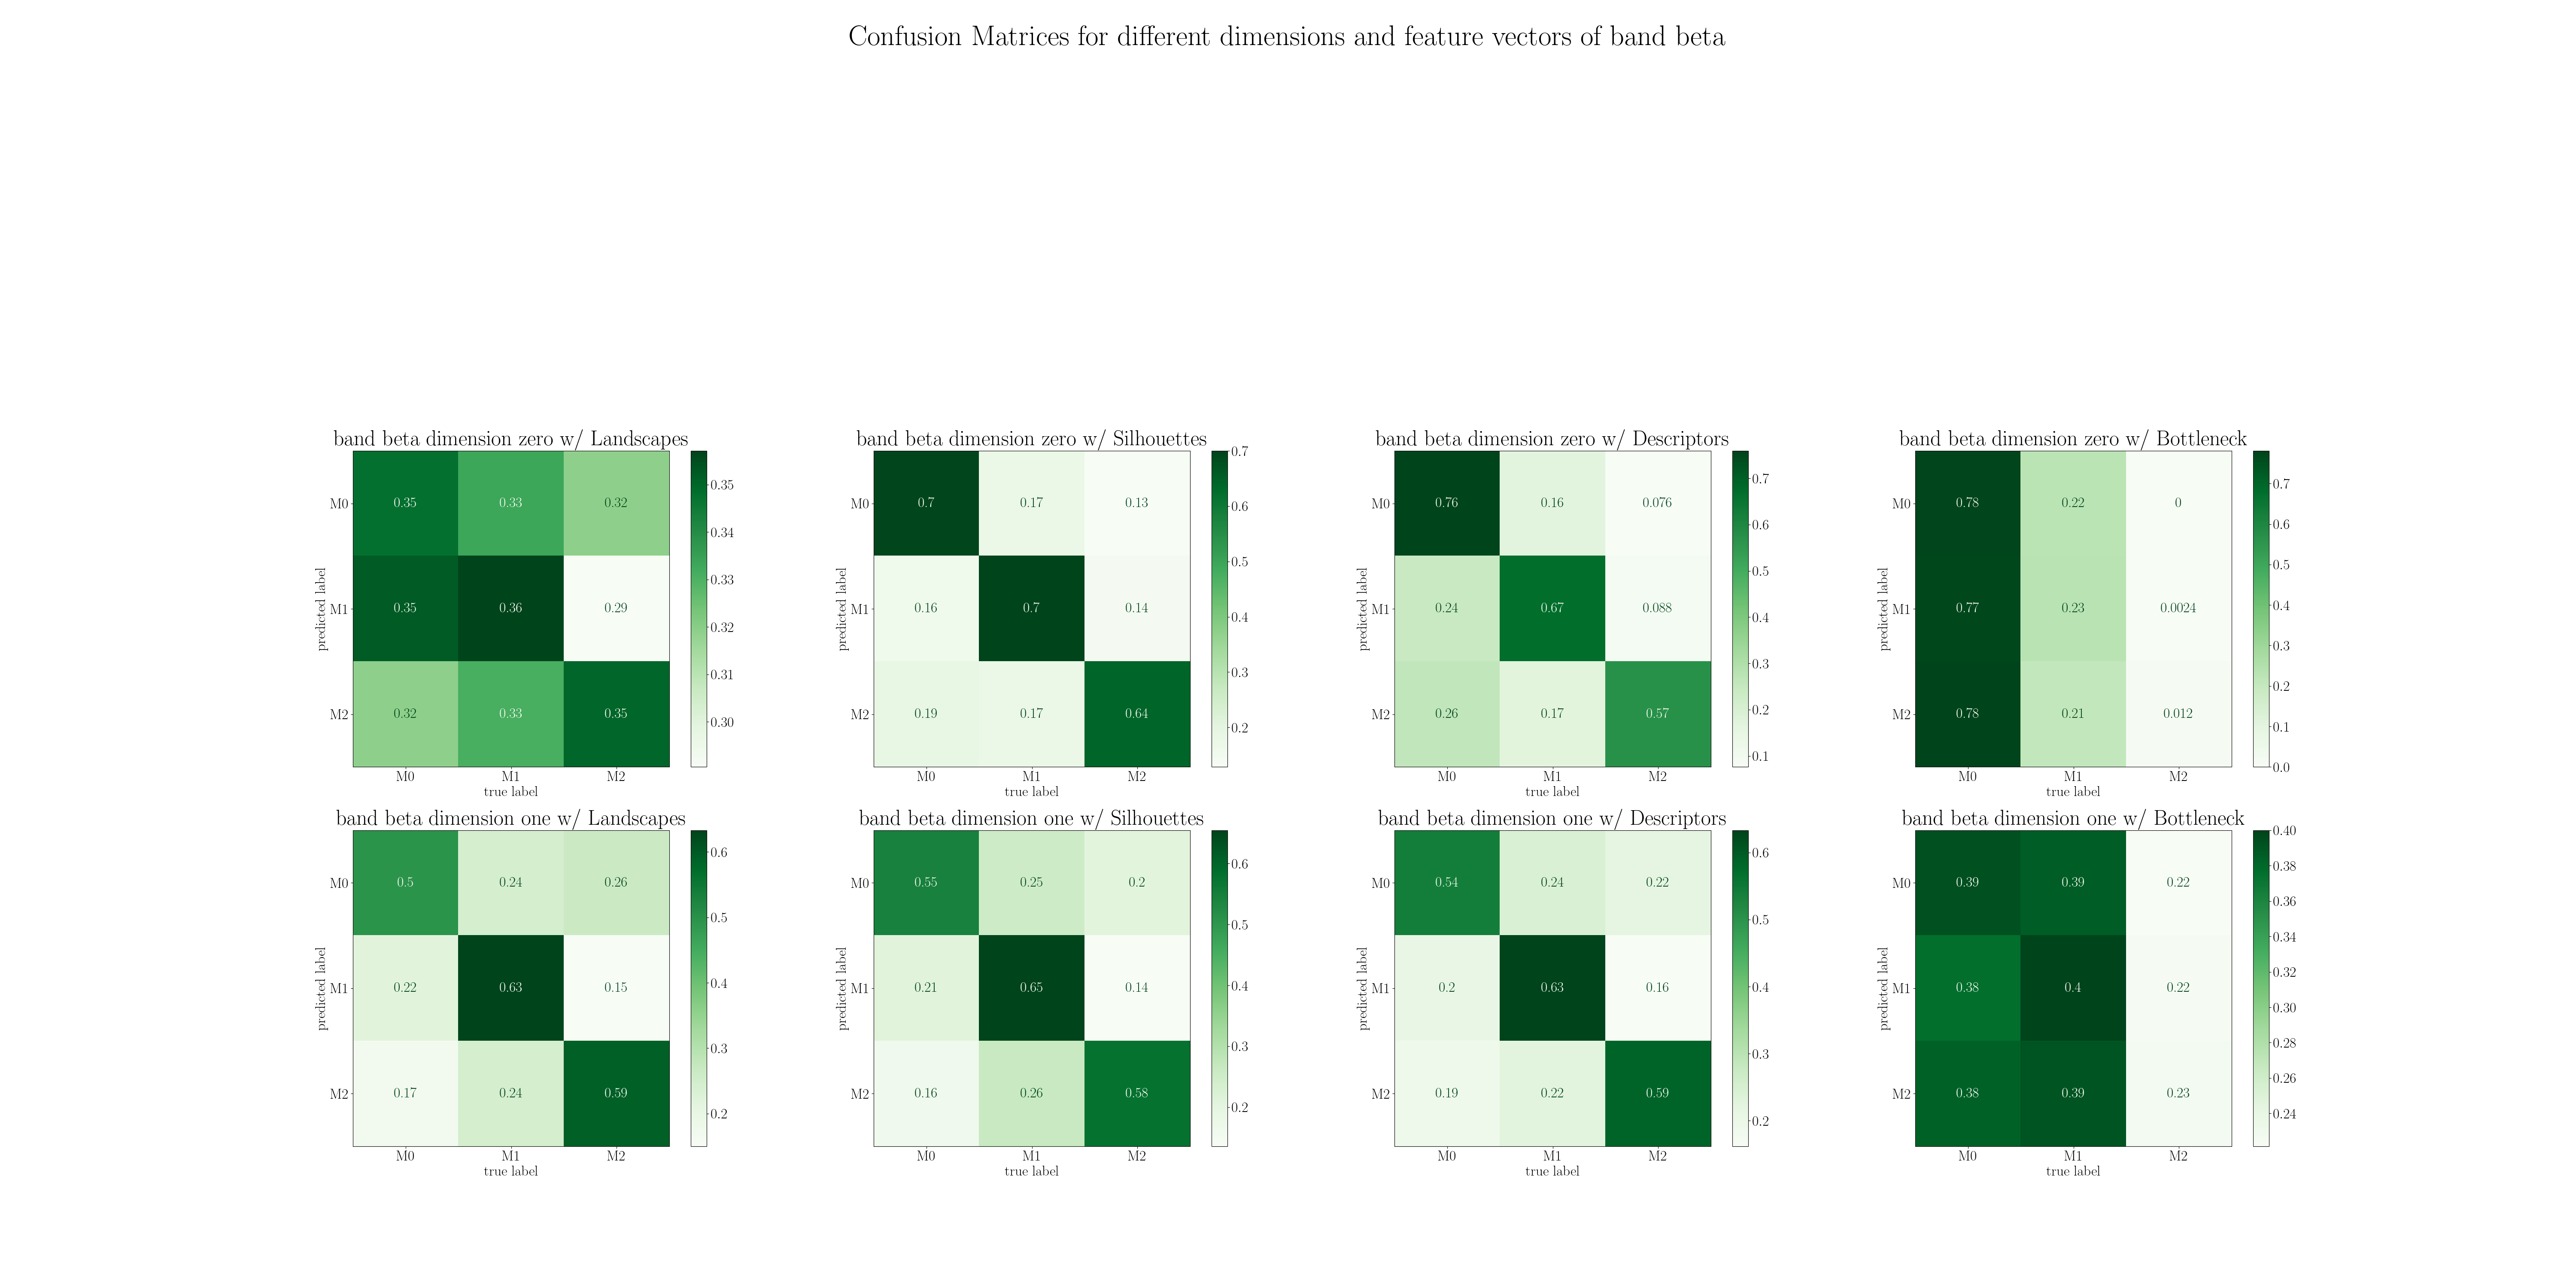 Confusion Matrices for different dimensions and feature vectors of band beta
band beta dimension zero w/ Landscapes
M0 0.35 0.33 0.32
M1 0.35 0.36 0.29
M2 0.32 0.33 0.35
M0 M1 M2
true label
predicted label
0.35
0.34
0.33
0.32
0.31
0.30
band beta dimension zero w/ Silhouettes
M0 0.7 0.17 0.13
M1 0.16 0.7 0.14
M2 0.19 0.17 0.64
M0 M1 M2
true label
predicted label
0.7
0.6
0.5
0.4
0.3
0.2
band beta dimension zero w/ Descriptors
M0 0.76 0.16 0.076
M1 0.24 0.67 0.088
M2 0.26 0.17 0.57
M0 M1 M2
true label
predicted label
0.7
0.6
0.5
0.4
0.3
0.2
0.1
band beta dimension zero w/ Bottleneck
M0 0.78 0.22 0
M1 0.77 0.23 0.0024
M2 0.78 0.21 0.012
M0 M1 M2
true label
predicted label
0.7
0.6
0.5
0.4
0.3
0.2
0.1
0.0
band beta dimension one w/ Landscapes
M0 0.5 0.24 0.26
M1 0.22 0.63 0.15
M2 0.17 0.24 0.59
M0 M1 M2
true label
predicted label
0.6
0.5
0.4
0.3
0.2
band beta dimension one w/ Silhouettes
M0 0.55 0.25 0.2
M1 0.21 0.65 0.14
M2 0.16 0.26 0.58
M0 M1 M2
true label
predicted label
0.6
0.5
0.4
0.3
0.2
band beta dimension one w/ Descriptors
M0 0.54 0.24 0.22
M1 0.2 0.63 0.16
M2 0.19 0.22 0.59
M0 M1 M2
true label
predicted label
0.6
0.5
0.4
0.3
0.2
band beta dimension one w/ Bottleneck
M0 0.39 0.39 0.22
M1 0.38 0.4 0.22
M2 0.38 0.39 0.23
M0 M1 M2
true label
predicted label
0.40
0.38
0.36
0.34
0.32
0.30
0.28
0.26
0.24